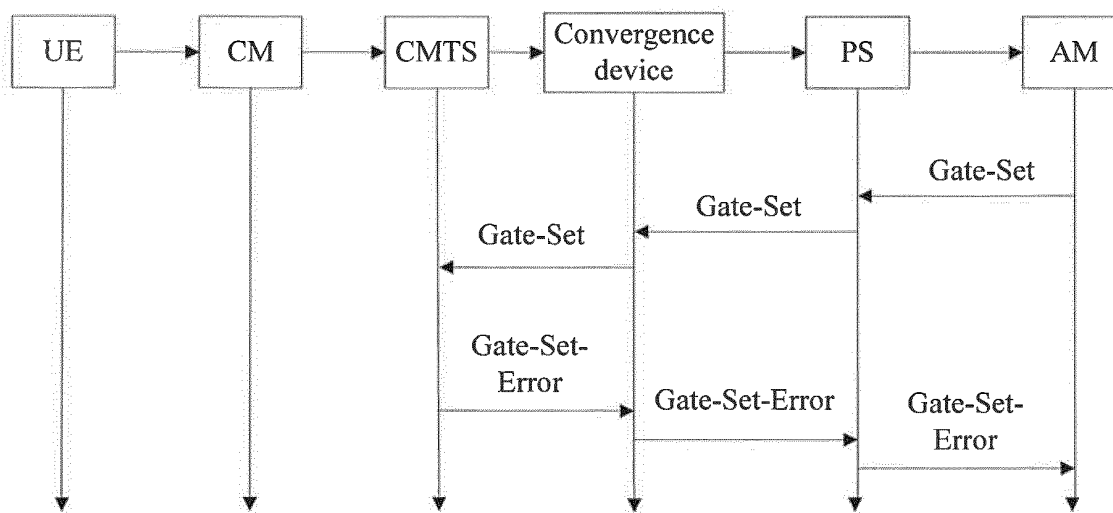 UE
CM
CMTS
Convergence
device
PS
AM
Gate-Set
Gate-Set
Gate-Set
Gate-Set-
Error
Gate-Set-Error
Gate-Set-
Error